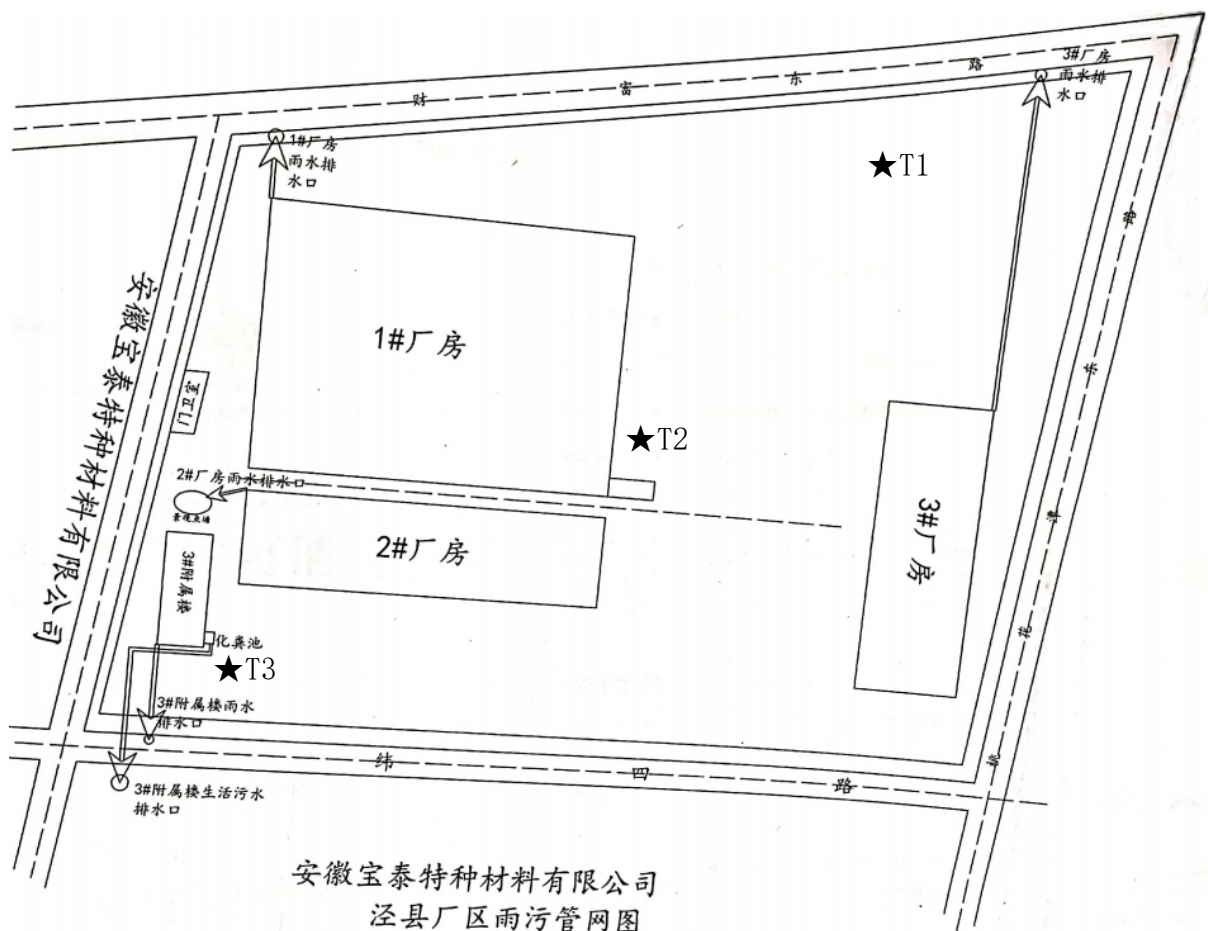 财富东路
3#厂房
雨水排
水口
1#厂房
雨水排
水口
★T1
安徽宝泰特种材料有限公司
1#厂房
★T2
2#厂房雨水排水口
2#厂房
3#厂房
3#附属楼
化粪池
★T3
3#附属楼雨水
排水口
纬四路
3#附属楼生活污水
排水口
桃花潭东路
安徽宝泰特种材料有限公司
泾县厂区雨污管网图